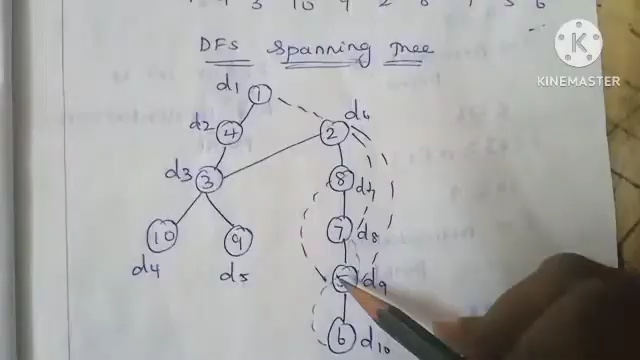 DFS Spanning Tree
K
KINEMASTER
d1 1
d2 4
2 d6
d3 3
8 d7
10
9
7 d8
d4
d5
5 d9
6 d10